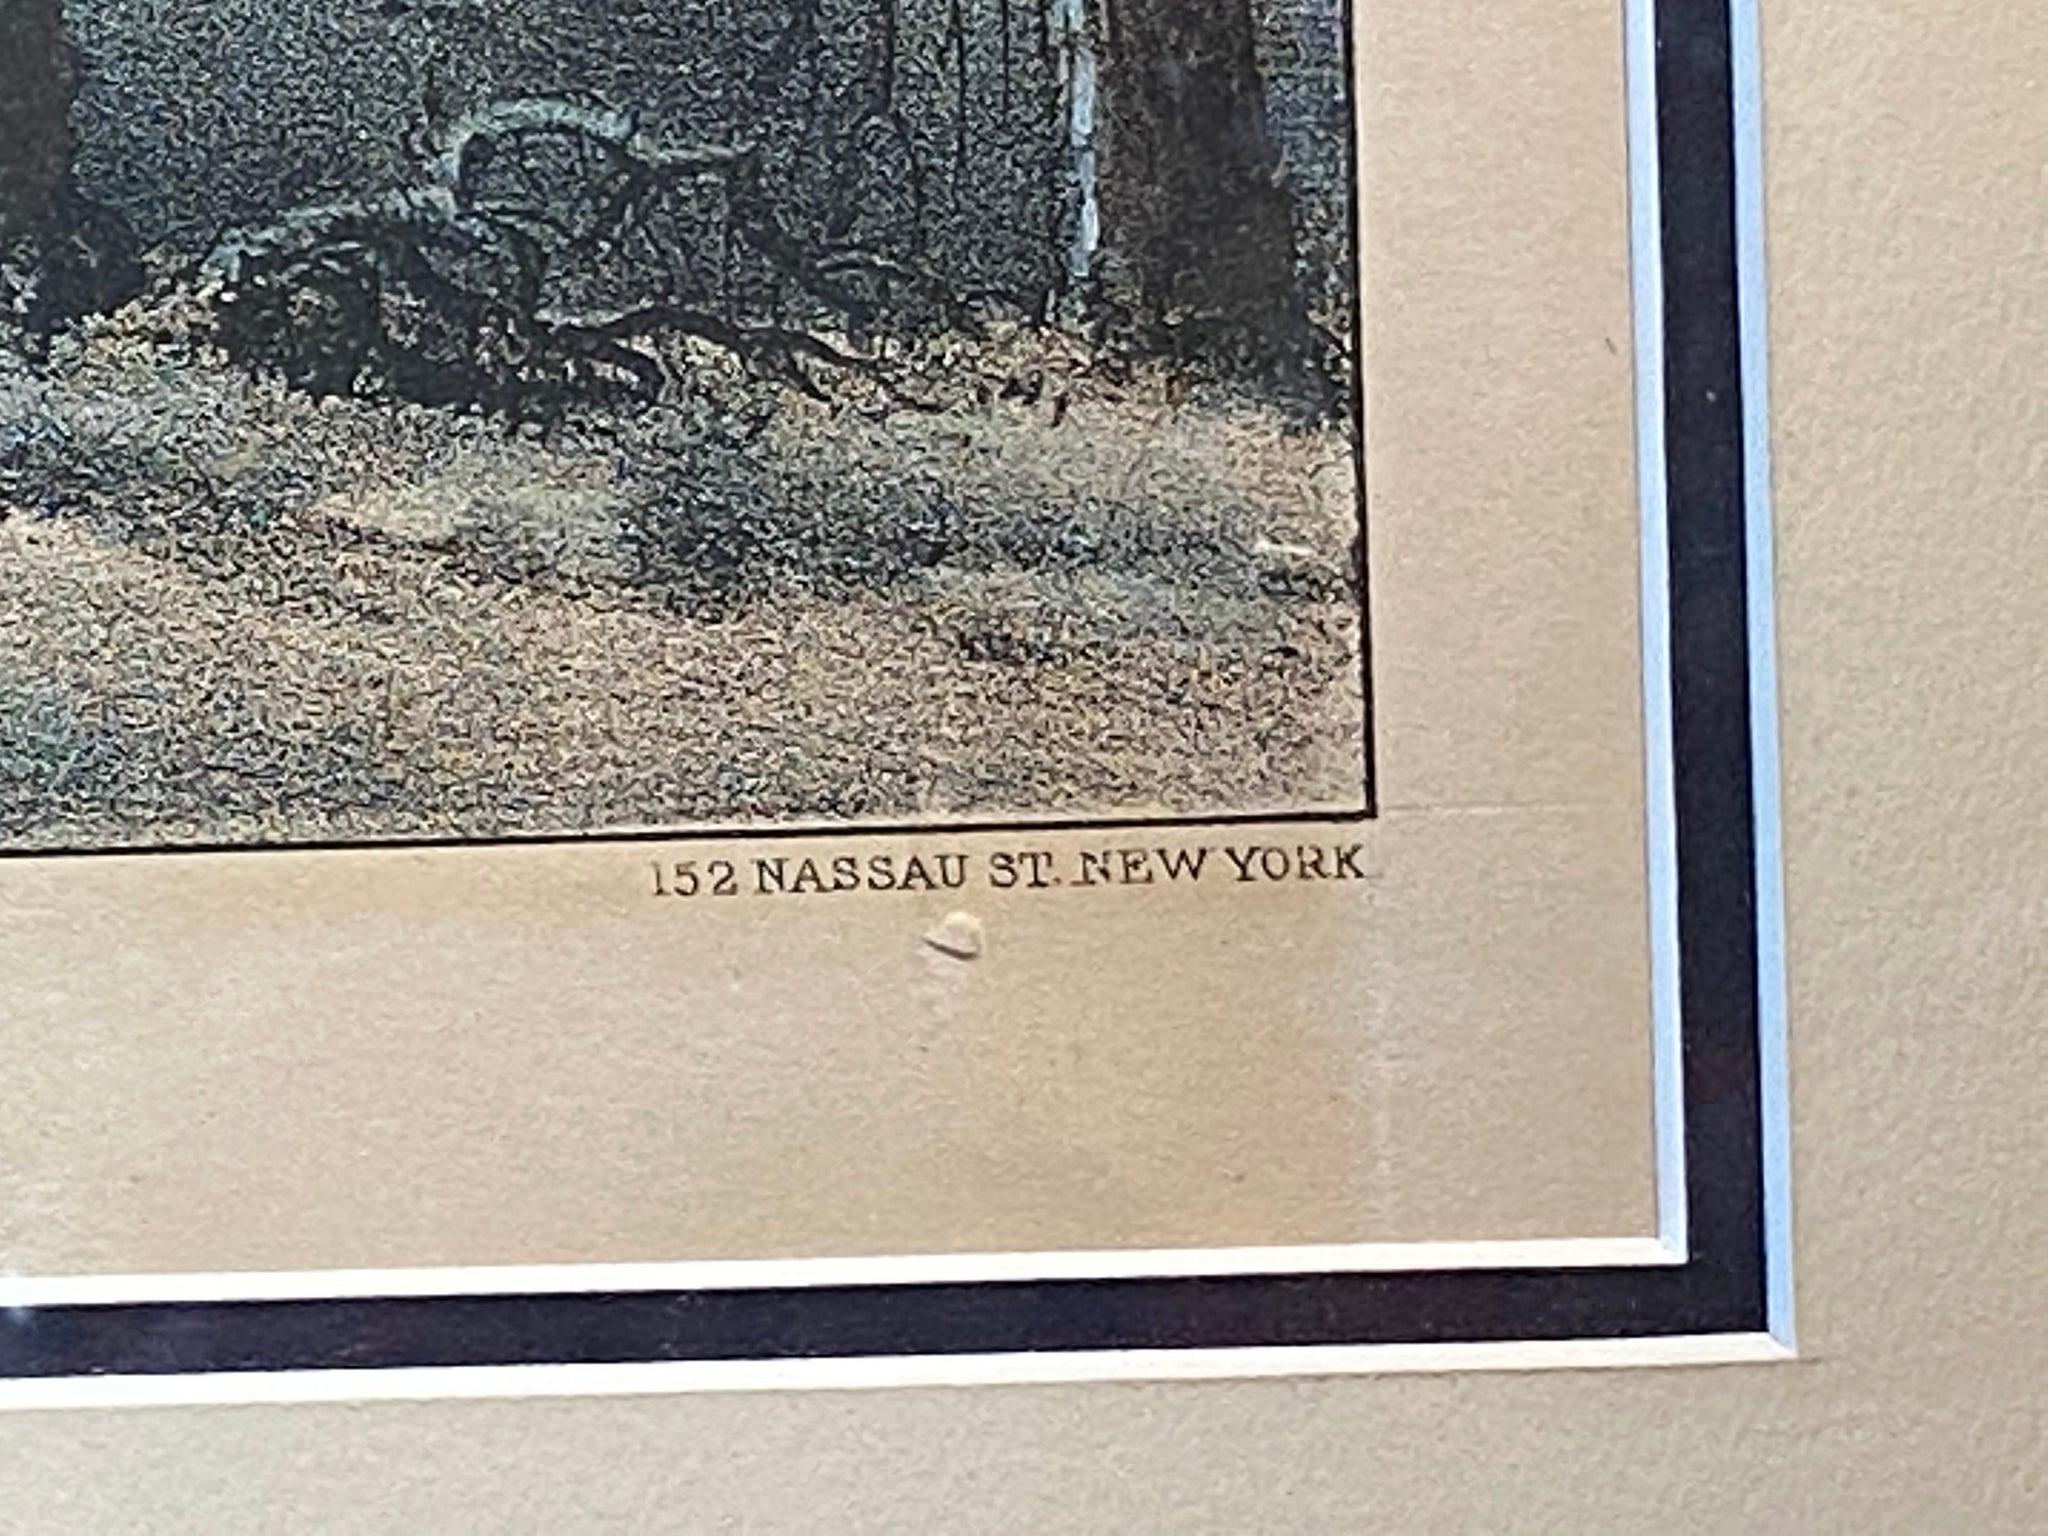 152 NASSAU ST. NEW YORK